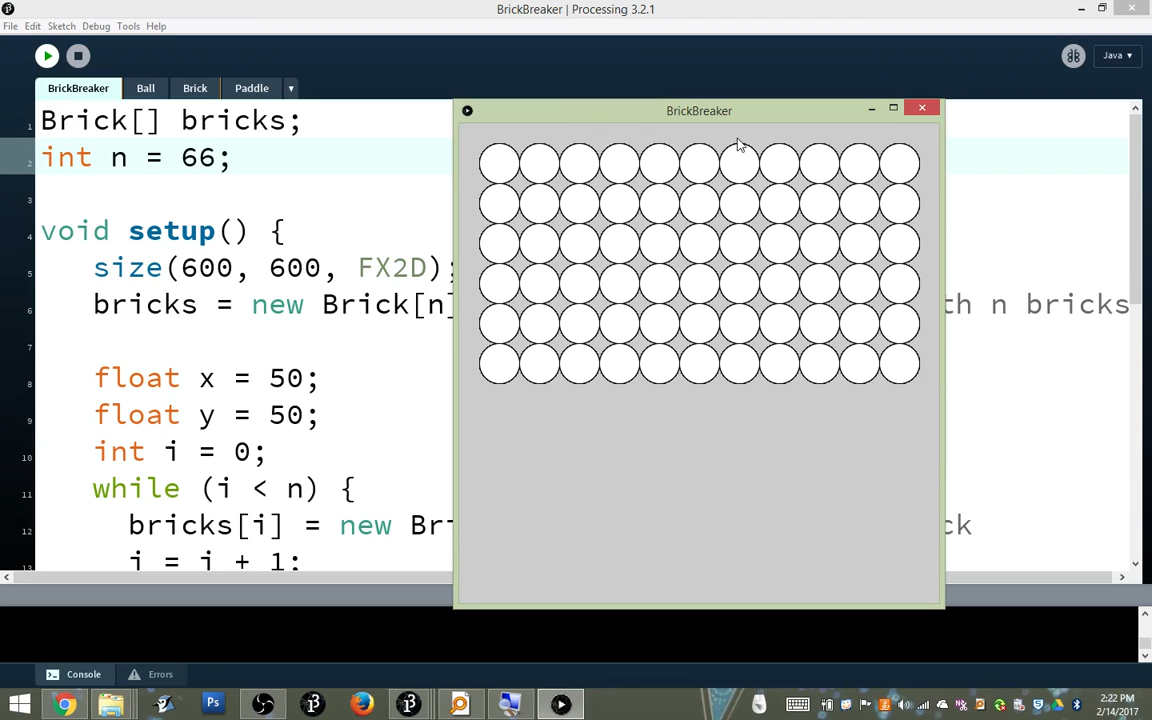 BrickBreaker | Processing 3.2.1
File Edit Sketch Debug Tools Help
Java ▾
BrickBreaker Ball Brick Paddle ▾
BrickBreaker
1 Brick[] bricks;
2 int n = 66;
3
4 void setup() {
5 size(600, 600, FX2D);
6 bricks = new Brick[n] th n bricks
7
8 float x = 50;
9 float y = 50;
10 int i = 0;
11 while (i < n) {
12 bricks[i] = new Bri ck
13 i = i + 1;
Console Errors
Ps
2:22 PM
2/14/2017